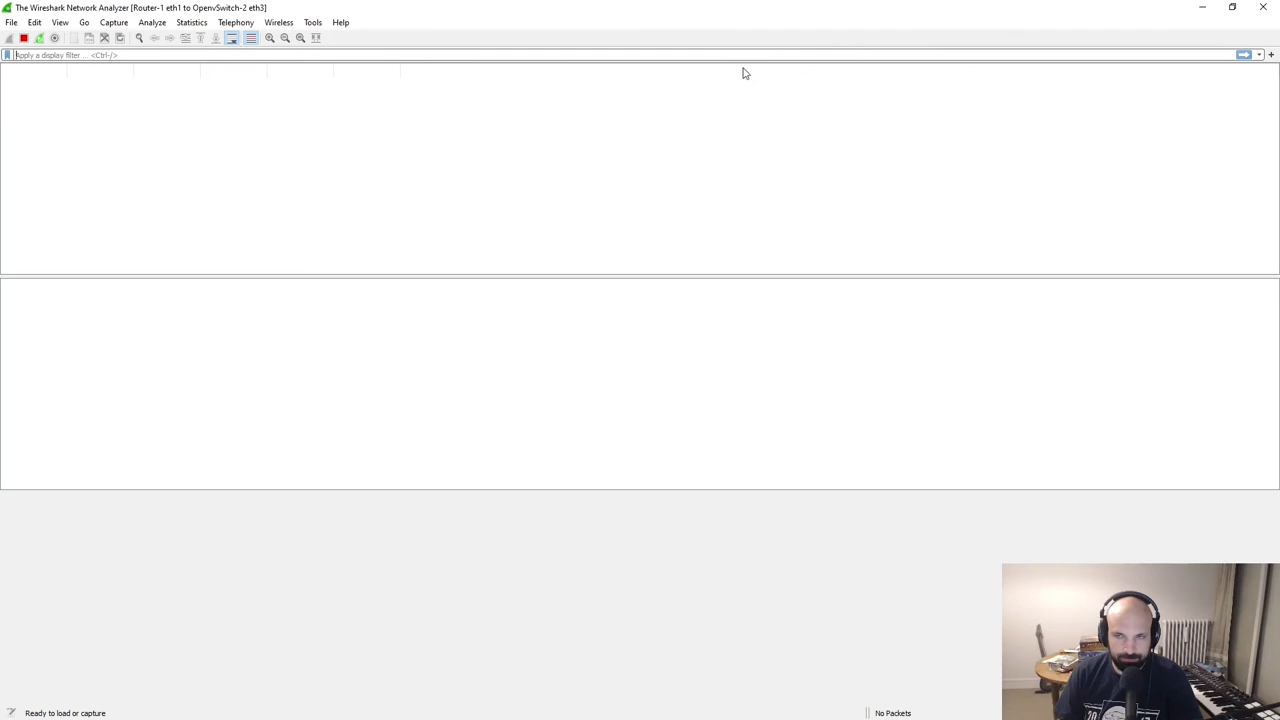 The Wireshark Network Analyzer [Router-1 eth1 to OpenvSwitch-2 eth3]
File Edit View Go Capture Analyze Statistics Telephony Wireless Tools Help
Apply a display filter ... <Ctrl-/>
Ready to load or capture
No Packets